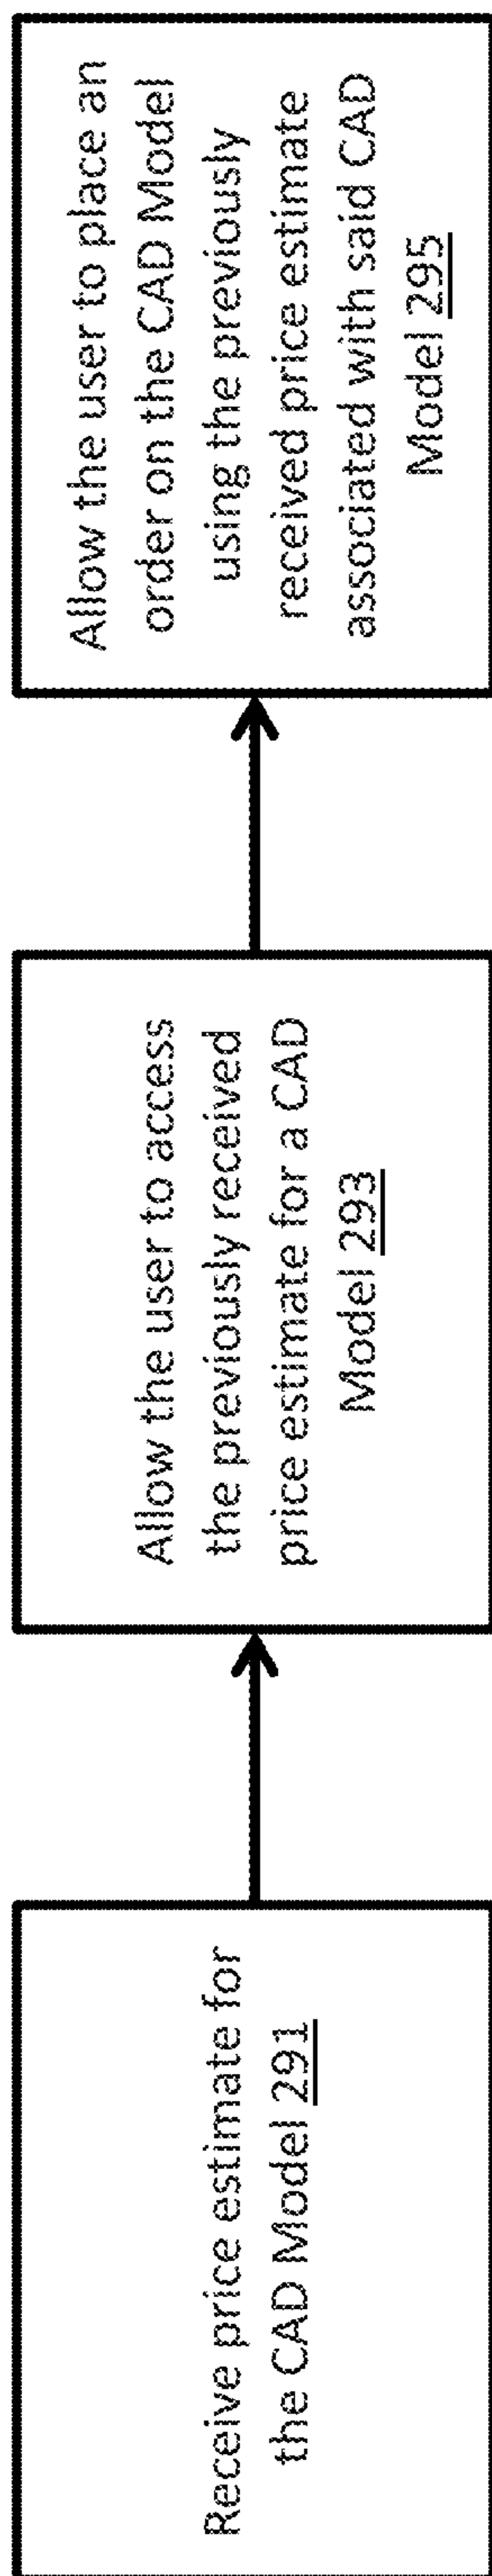 Receive price estimate for
the CAD Model 291
Allow the user to access
the previously received
price estimate for a CAD
Model 293
Allow the user to place an
order on the CAD Model
using the previously
received price estimate
associated with said CAD
Model 295